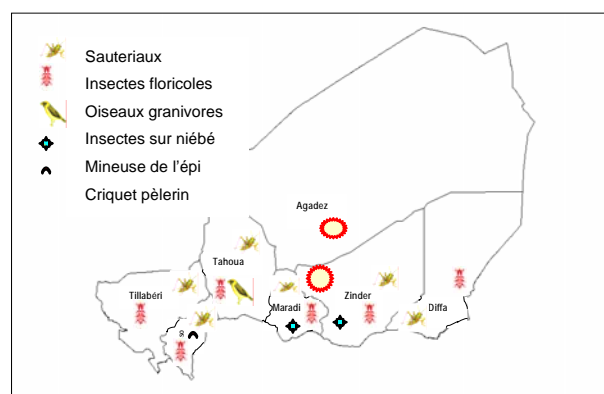 Sauteriaux
Insectes floricoles
Oiseaux granivores
Insectes sur niébé
Mineuse de l'épi
Criquet pèlerin
Agadez
Tahoua
Tillabéri
Maradi
Zinder
Diffa